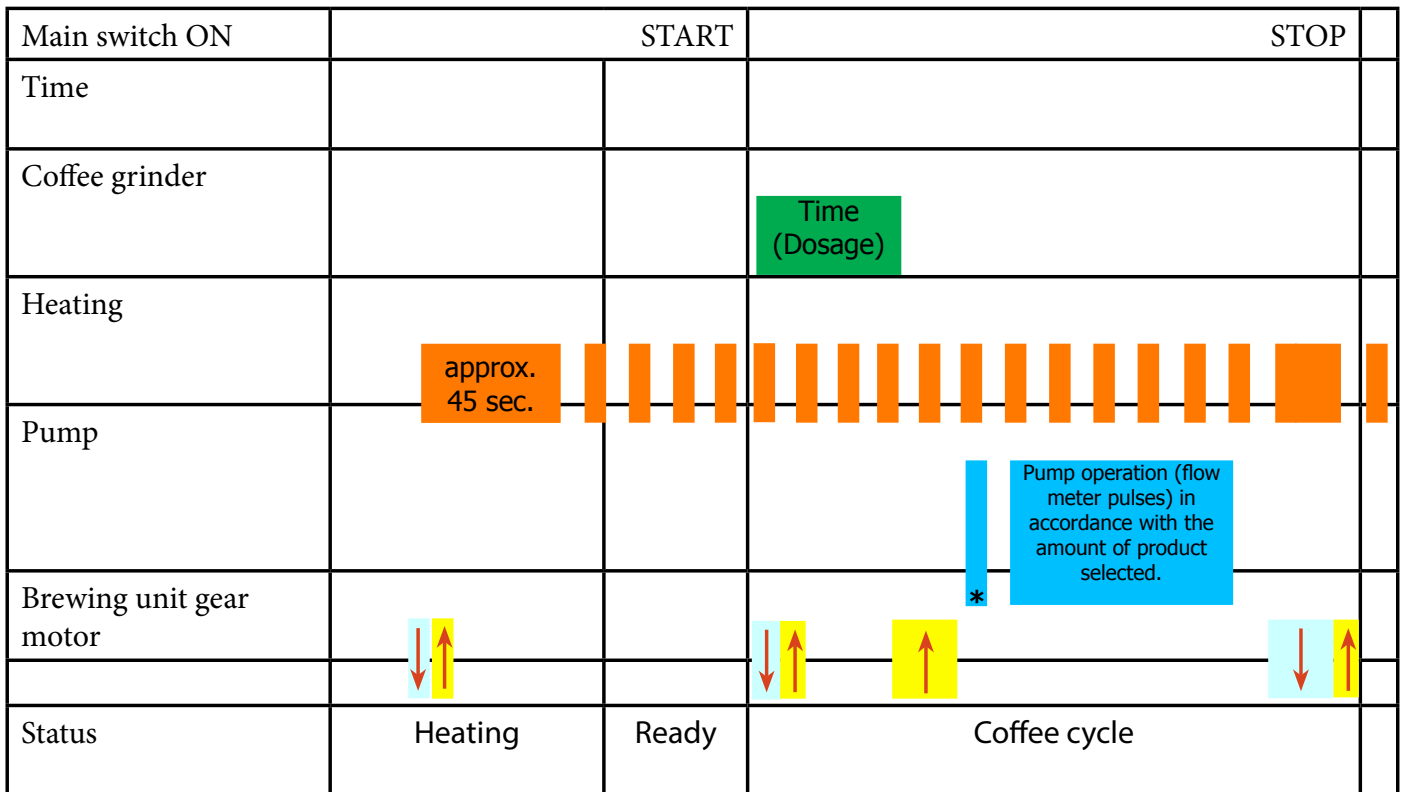 Main switch ON
START
STOP
Time
Coffee grinder
Time
(Dosage)
Heating
approx.
45 sec.
Pump
Pump operation (flow
meter pulses) in
accordance with the
amount of product
selected.
*
Brewing unit gear
motor
Status
Heating
Ready
Coffee cycle